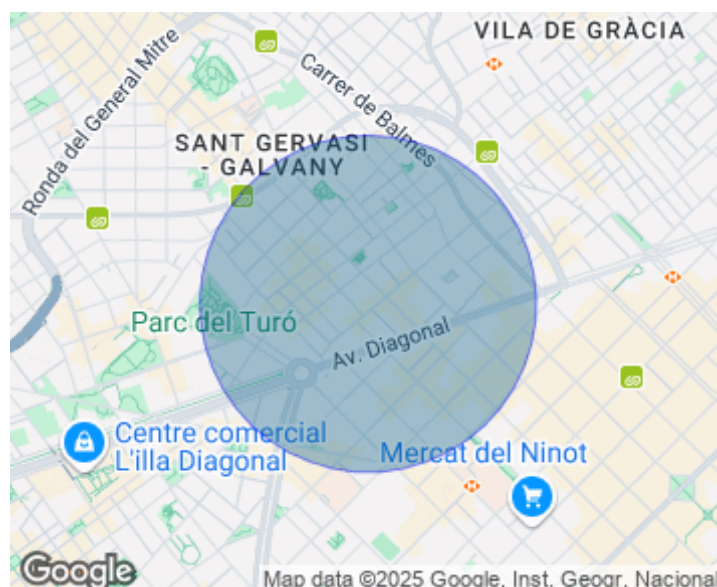 VILA DE GRÀCIA
Ronda del General Mitre
Carrer de Balmes
SANT GERVASI
- GALVANY
Parc del Turó
Av. Diagonal
Centre comercial
L'illa Diagonal
Mercat del Ninot
Google
Map data ©2025 Google, Inst. Geogr. Nacional